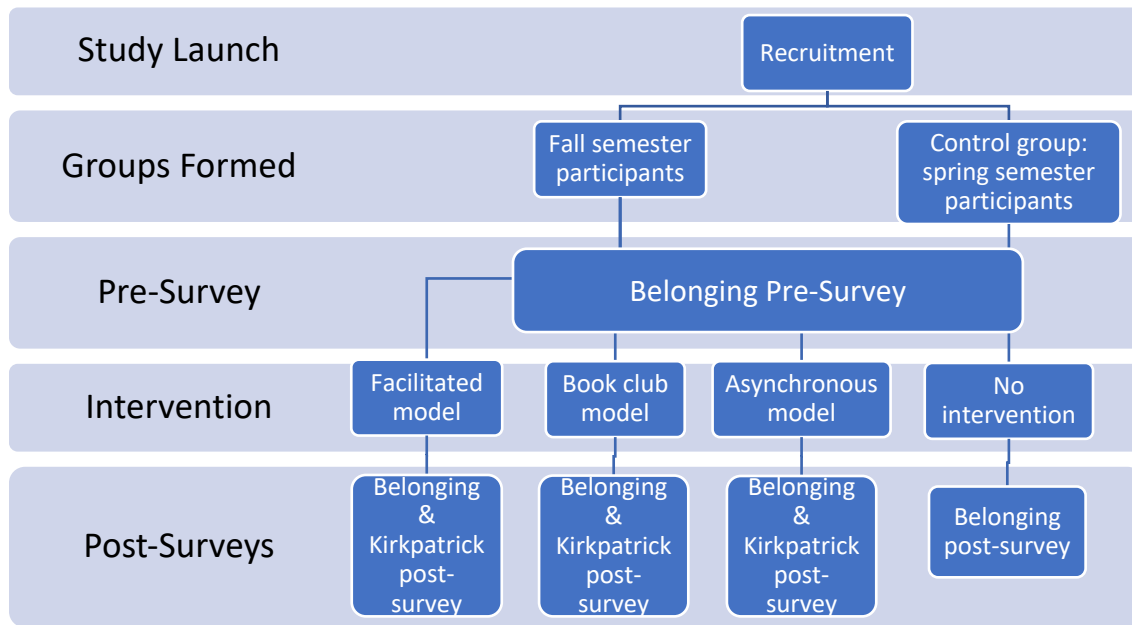 Study Launch
Recruitment
Groups Formed
Fall semester
participants
Control group:
spring semester
participants
Pre-Survey
Belonging Pre-Survey
Intervention
Facilitated
model
Book club
model
Asynchronous
model
No
intervention
Post-Surveys
Belonging
&
Kirkpatrick
post-
survey
Belonging
&
Kirkpatrick
post-
survey
Belonging
&
Kirkpatrick
post-
survey
Belonging
post-survey